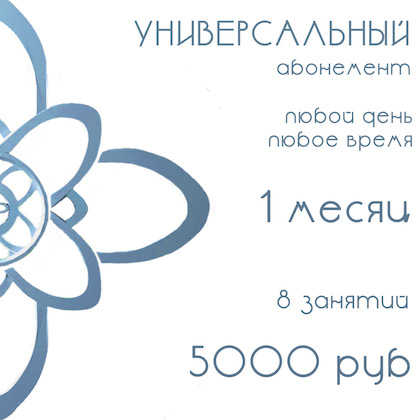 УНИВЕРСАЛЬНЫЙ
абонемент
любой день
любое время
1 месяц
8 занятий
5000 руб